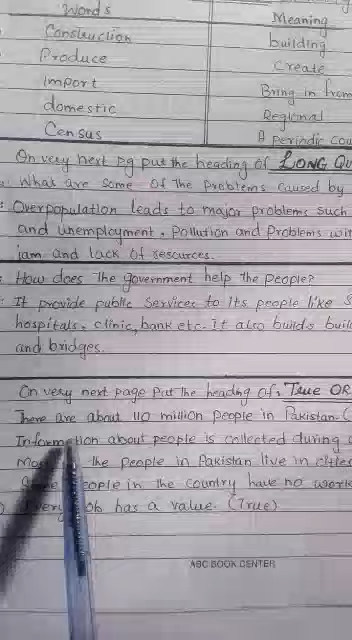 Words Meaning
Construction building
Produce Create
import Bring in from
domestic Regional
Census A periodic cou
On very next pg put the heading of LONG QU
What are some of the problems caused by
Overpopulation leads to major problems such
and unemployment. Pollution and Problems wit
jam and lack of resources.
How does the government help the people?
It provide public Services to Its people like S
hospitals, clinic, bank etc. it also builds buil
and bridges.
On very next page put the heading of: True OR
There are about 110 million people in Pakistan. (
Information about people is collected during
the people in Pakistan live in cities
people in the country have no work
has a value. (True)
ABC BOOK CENTER